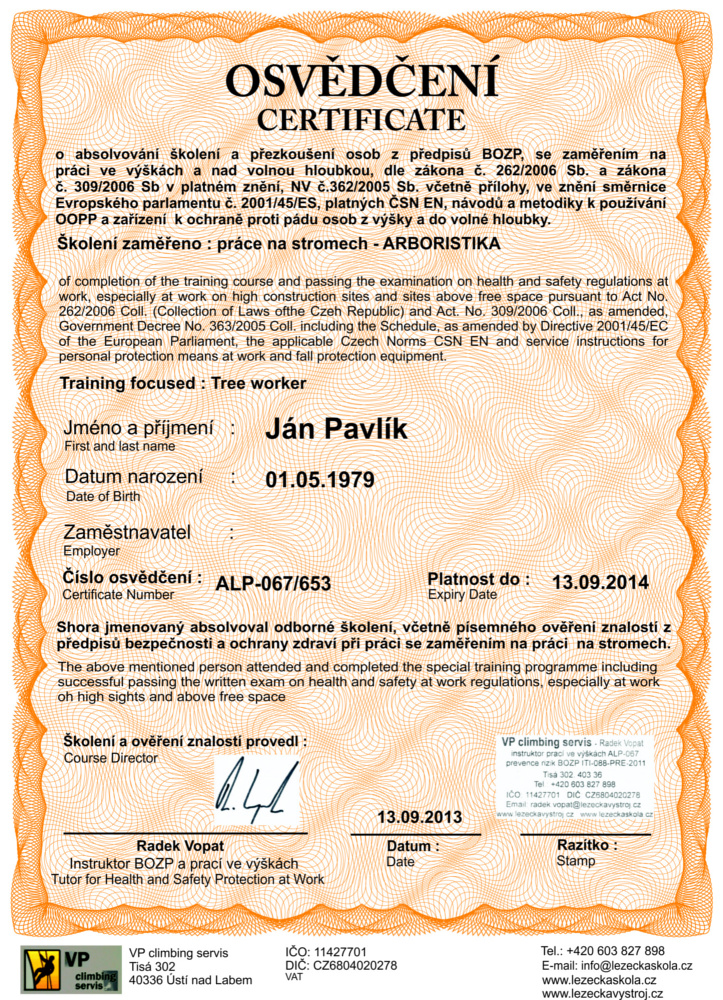 OSVĚDČENÍ
CERTIFICATE
o absolvování školení a přezkoušení osob z předpisů BOZP, se zaměřením na
práci ve výškách a nad volnou hloubkou, dle zákona č. 262/2006 Sb. a zákona
č. 309/2006 Sb v platném znění, NV č.362/2005 Sb. včetně přílohy, ve znění směrnice
Evropského parlamentu č. 2001/45/ES, platných ČSN EN, návodů a metodiky k používání
OOPP a zařízení k ochraně proti pádu osob z výšky a do volné hloubky.
Školení zaměřeno : práce na stromech - ARBORISTIKA
of completion of the training course and passing the examination on health and safety regulations at
work, especially at work on high construction sites and sites above free space pursuant to Act No.
262/2006 Coll. (Collection of Laws ofthe Czeh Republic) and Act. No. 309/2006 Coll., as amended,
Government Decree No. 363/2005 Coll. including the Schedule, as amended by Directive 2001/45/EC
of the European Parliament, the applicable Czech Norms CSN EN and service instructions for
personal protection means at work and fall protection equipment.
Training focused : Tree worker
Jméno a příjmení : Ján Pavlík
First and last name
Datum narození : 01.05.1979
Date of Birth
Zaměstnavatel :
Employer
Číslo osvědčení : ALP-067/653 Platnost do : 13.09.2014
Certificate Number Expiry Date
Shora jmenovaný absolvoval odborné školení, včetně písemného ověření znalostí z
předpisů bezpečnosti a ochrany zdraví při práci se zaměřením na práci na stromech.
The above mentioned person attended and completed the special training programme including
successful passing the written exam on health and safety at work regulations, especially at work
oh high sights and above free space
Školení a ověření znalostí provedl :
Course Director
VP climbing servis - Radek Vopat
instruktor prací ve výškách ALP-067
prevence rizik BOZP ITI-088-PRE-2011
Tisá 302 403 36
Tel +420 603 827 898
IČO: 11427701 DIČ: CZ6804020278
Email: radek.vopat@lezeckavystroj.cz
www.lezeckavystroj.cz www.lezeckaskola.cz
13.09.2013
Radek Vopat Datum : Razítko :
Instruktor BOZP a prací ve výškách Date Stamp
Tutor for Health and Safety Protection at Work
VP
climbing
servis
VP climbing servis
Tisá 302
40336 Ústí nad Labem
IČO: 11427701
DIČ: CZ6804020278
VAT
Tel.: +420 603 827 898
E-mail: info@lezeckaskola.cz
www.lezeckaskola.cz
www.lezeckavystroj.cz